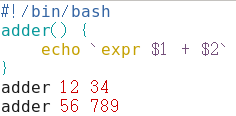 #!/bin/bash
adder() {
    echo `expr $1 + $2`
}
adder 12 34
adder 56 789